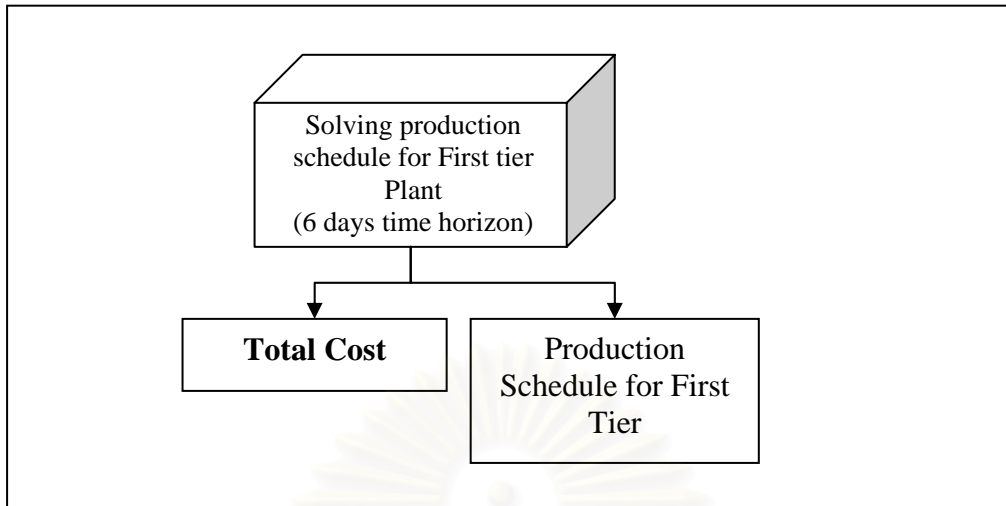 Solving production
schedule for First tier
Plant
(6 days time horizon)
Total Cost
Production
Schedule for First
Tier